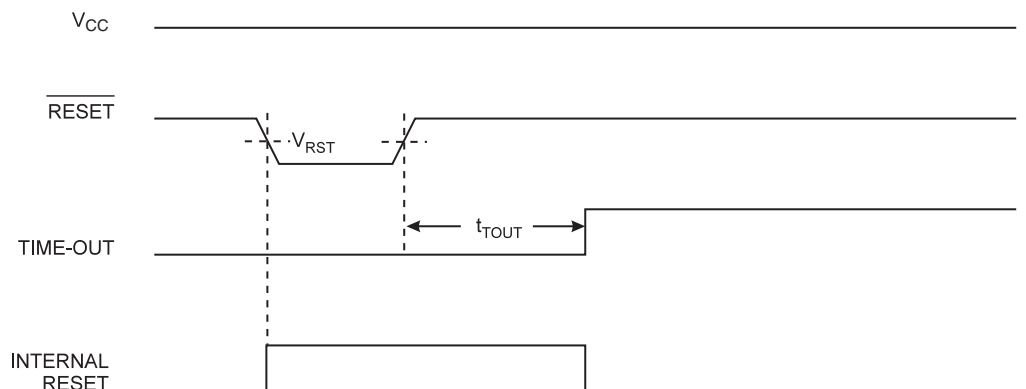 VCC
RESET
VRST
tTOUT
TIME-OUT
INTERNAL
RESET